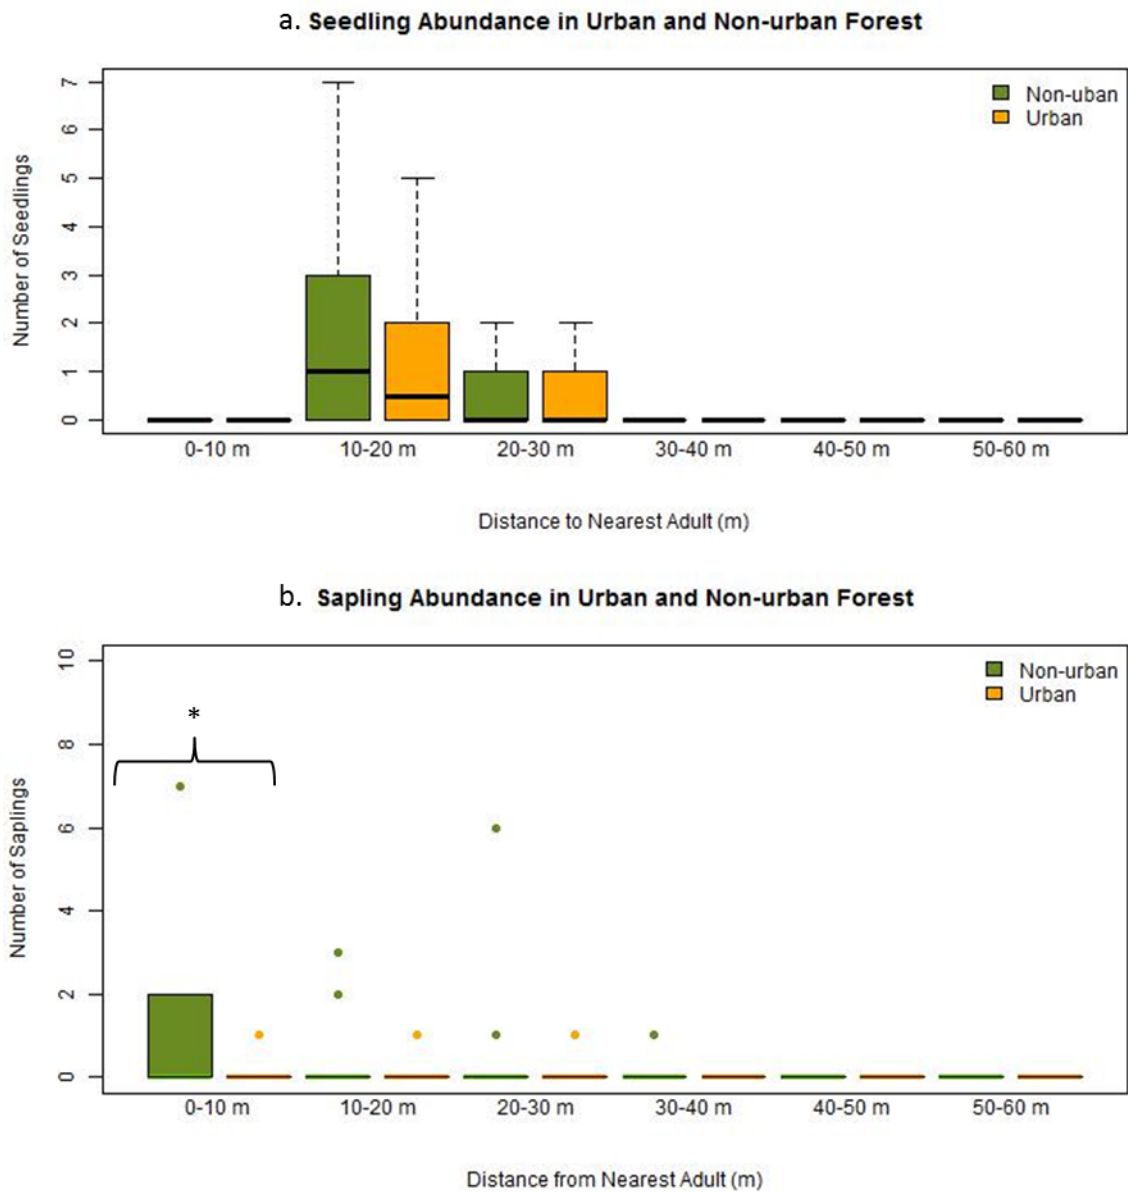 a. Seedling Abundance in Urban and Non-urban Forest
Number of Seedlings
7
6
5
4
3
2
1
0
Non-uban
Urban
0-10 m 10-20 m 20-30 m 30-40 m 40-50 m 50-60 m
Distance to Nearest Adult (m)
b. Sapling Abundance in Urban and Non-urban Forest
Number of Saplings
10
8
6
4
2
0
Non-urban
Urban
*
0-10 m 10-20 m 20-30 m 30-40 m 40-50 m 50-60 m
Distance from Nearest Adult (m)